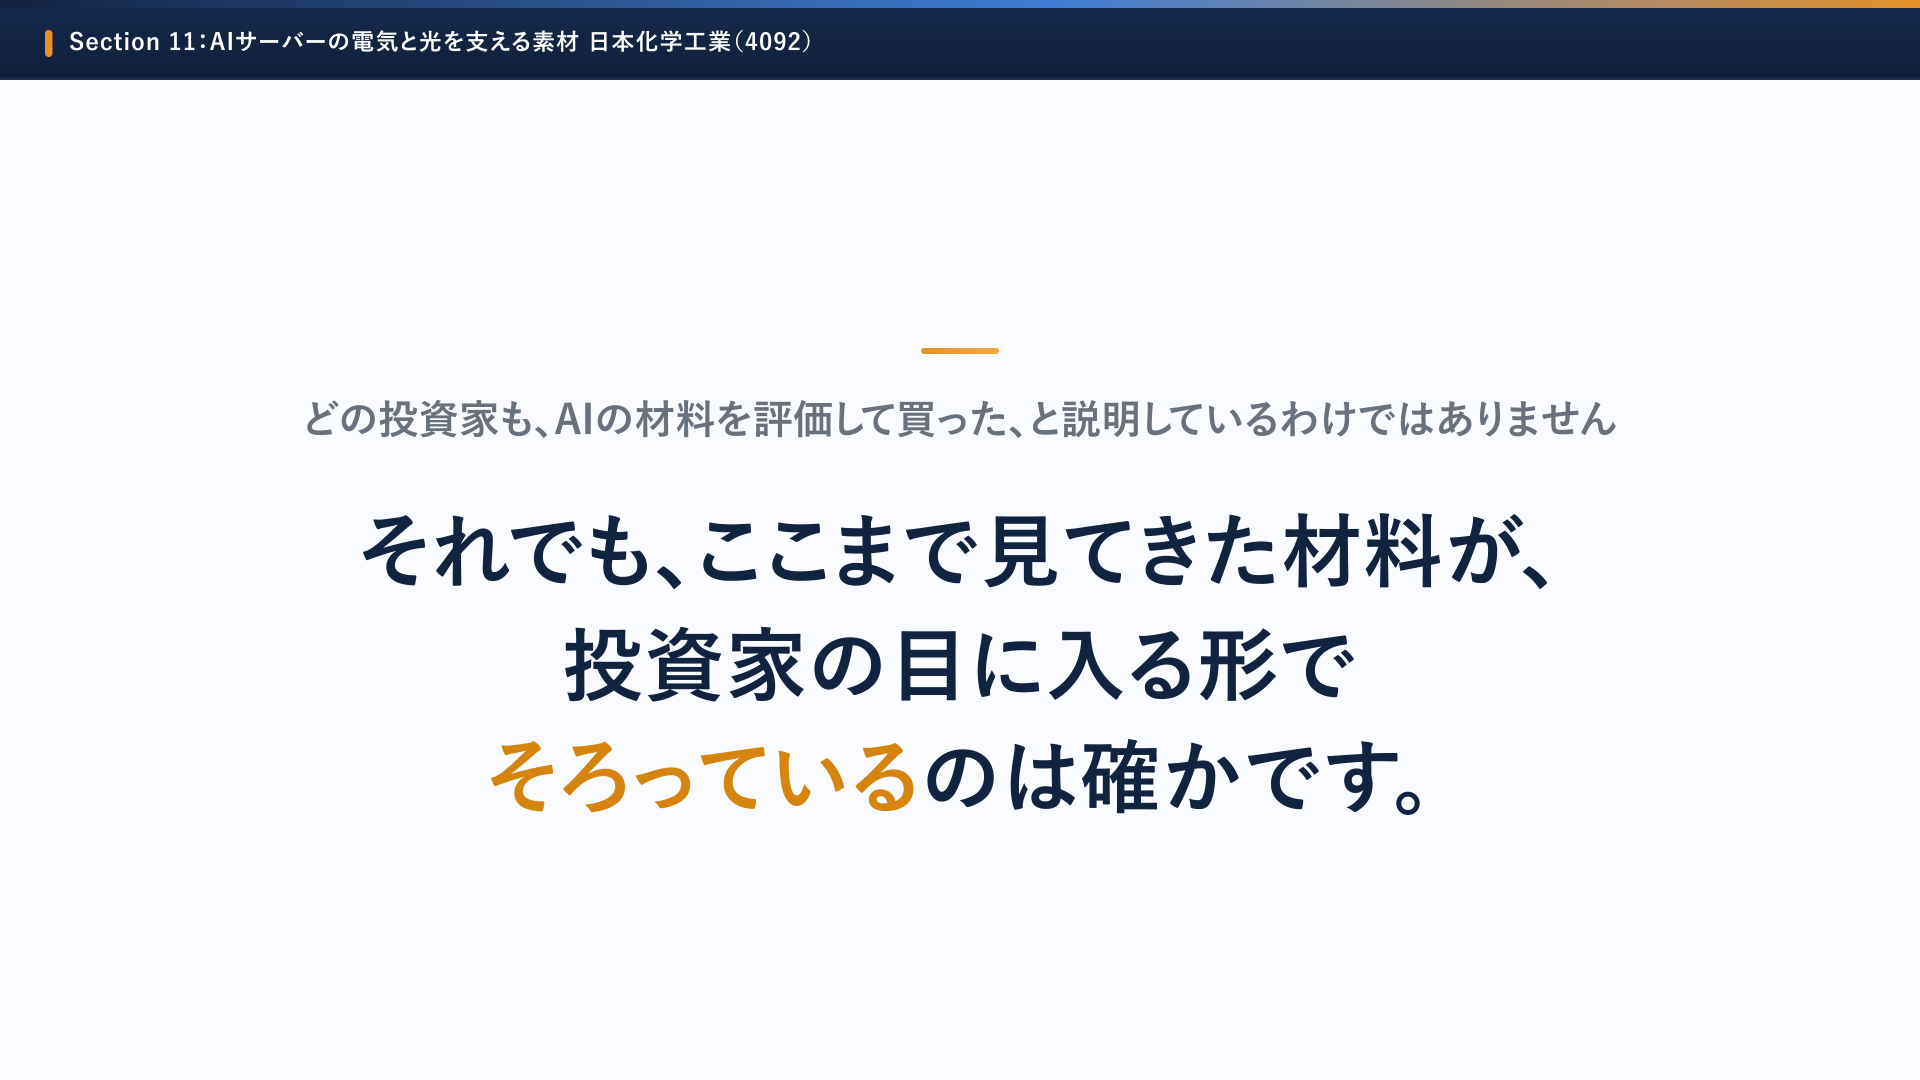 Section 11：AIサーバーの電気と光を支える素材 日本化学工業（4092）
どの投資家も、AIの材料を評価して買った、と説明しているわけではありません
それでも、ここまで見てきた材料が、
投資家の目に入る形で
そろっているのは確かです。